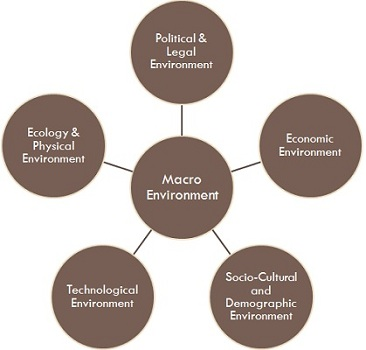 Political &
Legal
Environment
Ecology &
Physical
Environment
Economic
Environment
Macro
Environment
Technological
Environment
Socio-Cultural
and
Demographic
Environment